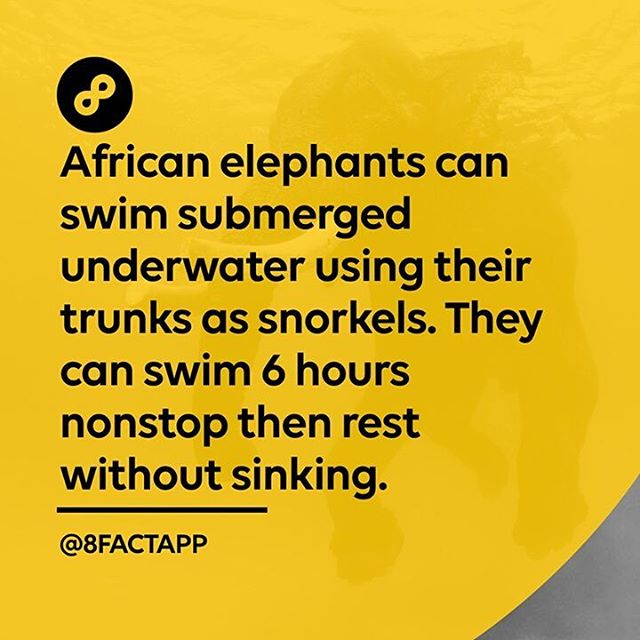 African elephants can
swim submerged
underwater using their
trunks as snorkels. They
can swim 6 hours
nonstop then rest
without sinking.
@8FACTAPP